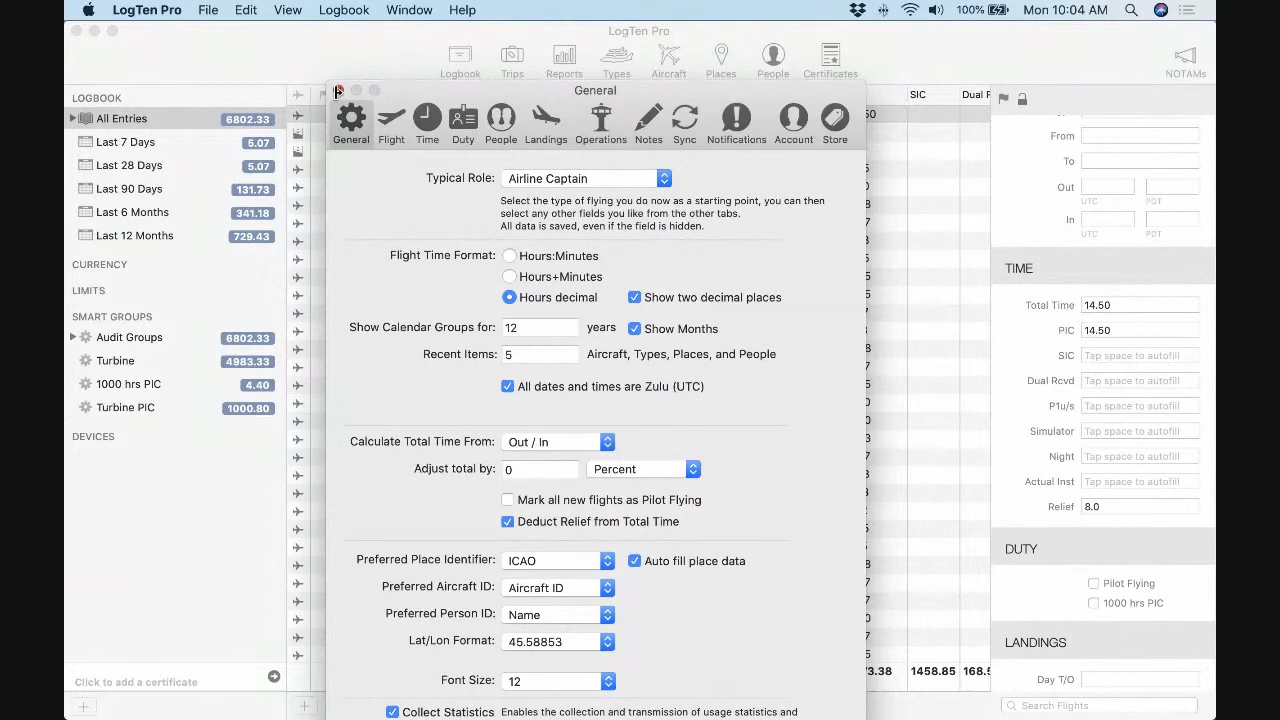 LogTen Pro File Edit View Logbook Window Help 100% Mon 10:04 AM
LogTen Pro
Logbook Trips Reports Types Aircraft Places People Certificates NOTAMs
LOGBOOK
All Entries 6802.33
Last 7 Days 5.07
Last 28 Days 5.07
Last 90 Days 131.73
Last 6 Months 341.18
Last 12 Months 729.43
CURRENCY
LIMITS
SMART GROUPS
Audit Groups 6802.33
Turbine 4983.33
1000 hrs PIC 4.40
Turbine PIC 1000.80
DEVICES
Click to add a certificate
General
General Flight Time Duty People Landings Operations Notes Sync Notifications Account Store
Typical Role: Airline Captain
Select the type of flying you do now as a starting point, you can then
select any other fields you like from the other tabs.
All data is saved, even if the field is hidden.
Flight Time Format: Hours:Minutes
Hours+Minutes
Hours decimal Show two decimal places
Show Calendar Groups for: 12 years Show Months
Recent Items: 5 Aircraft, Types, Places, and People
All dates and times are Zulu (UTC)
Calculate Total Time From: Out / In
Adjust total by: 0 Percent
Mark all new flights as Pilot Flying
Deduct Relief from Total Time
Preferred Place Identifier: ICAO Auto fill place data
Preferred Aircraft ID: Aircraft ID
Preferred Person ID: Name
Lat/Lon Format: 45.58853
Font Size: 12
Collect Statistics Enables the collection and transmission of usage statistics and
SIC Dual R
50
3.38 1458.85 168.5
From
To
Out
UTC PDT
In
UTC PDT
TIME
Total Time 14.50
PIC 14.50
SIC Tap space to autofill
Dual Rcvd Tap space to autofill
P1u/s Tap space to autofill
Simulator Tap space to autofill
Night Tap space to autofill
Actual Inst Tap space to autofill
Relief 8.0
DUTY
Pilot Flying
1000 hrs PIC
LANDINGS
Day T/O
Search Flights